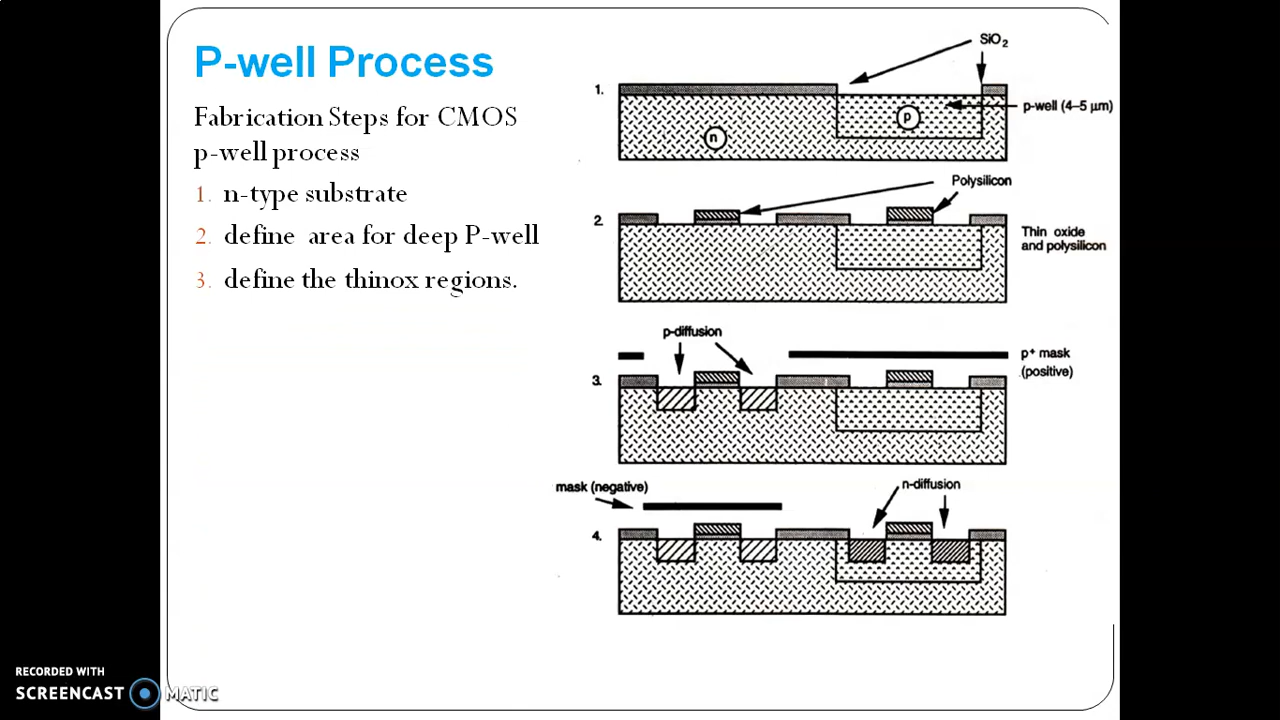 P-well Process
Fabrication Steps for CMOS
p-well process
1. n-type substrate
2. define area for deep P-well
3. define the thinox regions.
SiO2
1.
p-well (4–5 μm)
p
n
Polysilicon
2.
Thin oxide
and polysilicon
p-diffusion
p+ mask
(positive)
3.
mask (negative)
n-diffusion
4.
RECORDED WITH
SCREENCAST MATIC